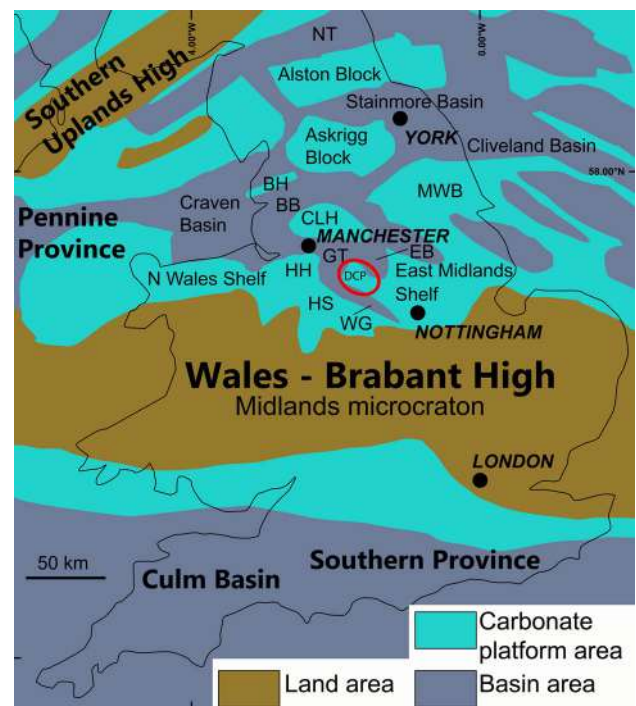 4.00°W
0.00°W
NT
Alston Block
Southern
Uplands High
Stainmore Basin
YORK
Askrigg
Block
Cliveland Basin
58.00°N
BH
MWB
Craven
Basin
BB
CLH
Pennine
Province
MANCHESTER
GT
EB
HH
DCP
East Midlands
Shelf
N Wales Shelf
HS
WG
NOTTINGHAM
Wales - Brabant High
Midlands microcraton
LONDON
50 km
Southern Province
Culm Basin
Carbonate
platform area
Land area
Basin area